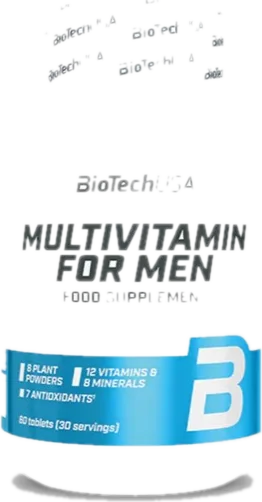 BioTechUSA
MULTIVITAMIN
FOR MEN
FOOD SUPPLEMENT
8 PLANT
POWDERS
7 ANTIOXIDANTS
12 VITAMINS &
8 MINERALS
60 tablets (30 servings)
B